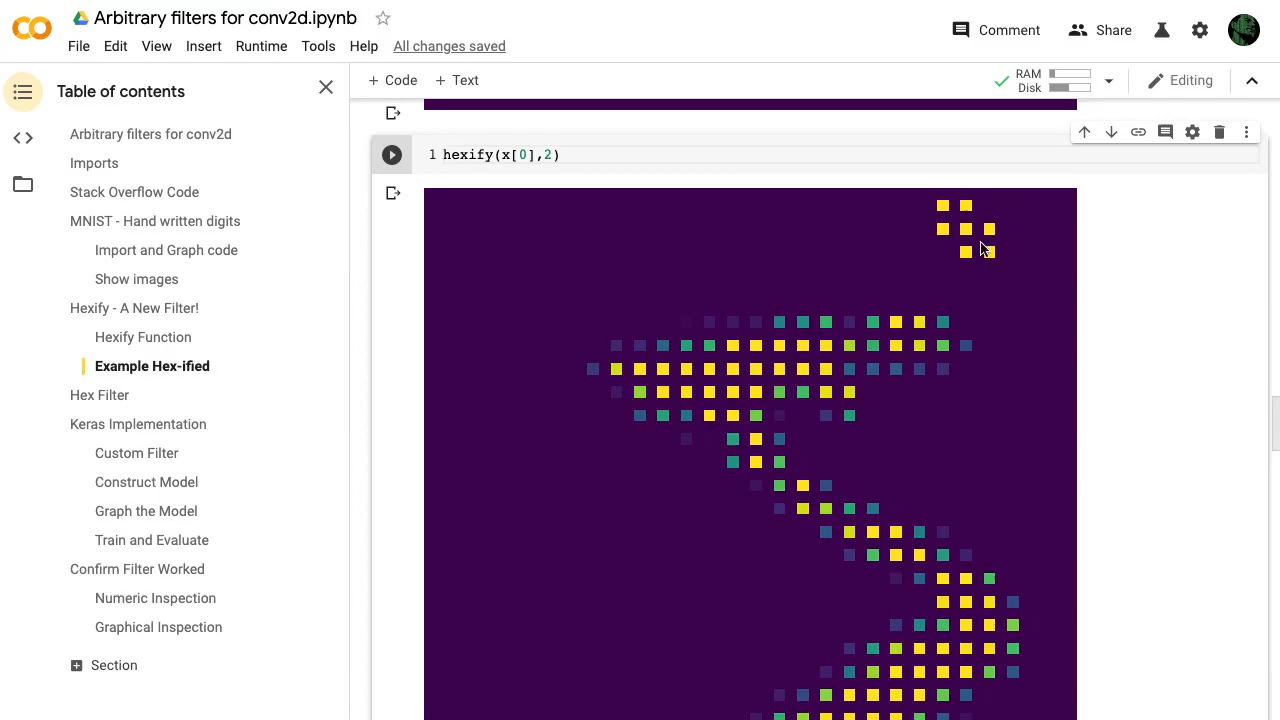 Arbitrary filters for conv2d.ipynb
File Edit View Insert Runtime Tools Help All changes saved
Comment Share
Table of contents
+ Code + Text
RAM
Disk
Editing
Arbitrary filters for conv2d
Imports
Stack Overflow Code
MNIST - Hand written digits
Import and Graph code
Show images
Hexify - A New Filter!
Hexify Function
Example Hex-ified
Hex Filter
Keras Implementation
Custom Filter
Construct Model
Graph the Model
Train and Evaluate
Confirm Filter Worked
Numeric Inspection
Graphical Inspection
Section
1 hexify(x[0],2)